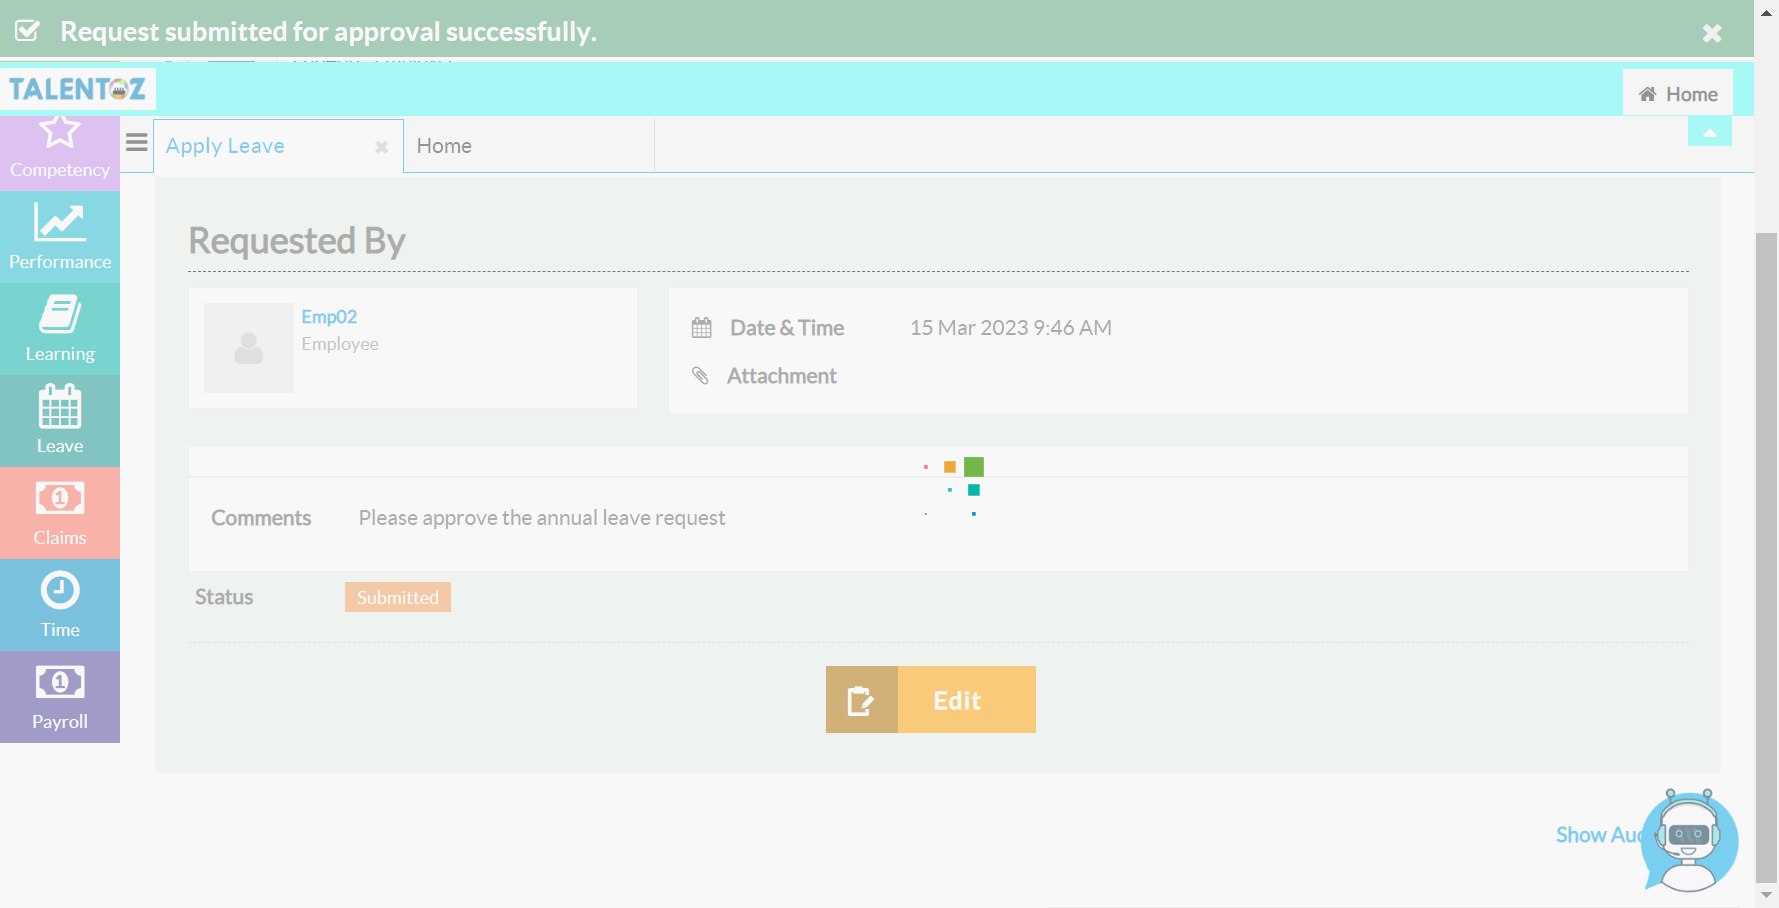 Request submitted for approval successfully.
TALENTOZ
Home
Competency
Apply Leave
Home
Performance
Learning
Leave
Claims
Time
Payroll
Requested By
Emp02
Employee
Date & Time 15 Mar 2023 9:46 AM
Attachment
Comments Please approve the annual leave request
Status Submitted
Edit
Show